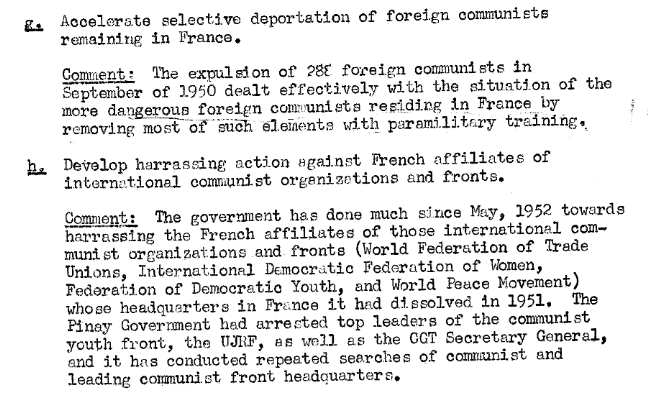 g. Accelerate selective deportation of foreign communists
remaining in France.
Comment: The expulsion of 288 foreign communists in
September of 1950 dealt effectively with the situation of the
more dangerous foreign communists residing in France by
removing most of such elements with paramilitary training.
h. Develop harrassing action against French affiliates of
international communist organizations and fronts.
Comment: The government has done much since May, 1952 towards
harrassing the French affiliates of those international com-
munist organizations and fronts (World Federation of Trade
Unions, International Democratic Federation of Women,
Federation of Democratic Youth, and World Peace Movement)
whose headquarters in France it had dissolved in 1951. The
Pinay Government had arrested top leaders of the communist
youth front, the UJRF, as well as the CGT Secretary General,
and it has conducted repeated searches of communist and
leading communist front headquarters.